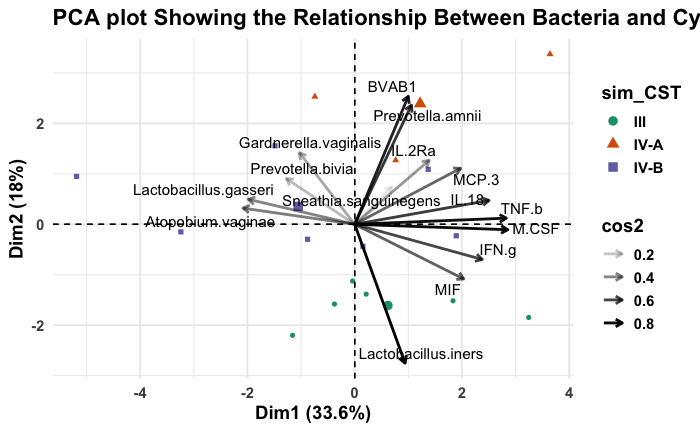 PCA plot Showing the Relationship Between Bacteria and Cy
BVAB1
Prevotella.amnii
Gardnerella.vaginalis
IL.2Ra
Prevotella.bivia
MCP.3
Lactobacillus.gasseri
Sneathia.sanguinegens
IL.18
TNF.b
Atopobium.vaginae
M.CSF
IFN.g
MIF
Lactobacillus.iners
2
0
-2
Dim2 (18%)
-4
-2
0
2
4
Dim1 (33.6%)
sim_CST
III
IV-A
IV-B
cos2
0.2
0.4
0.6
0.8